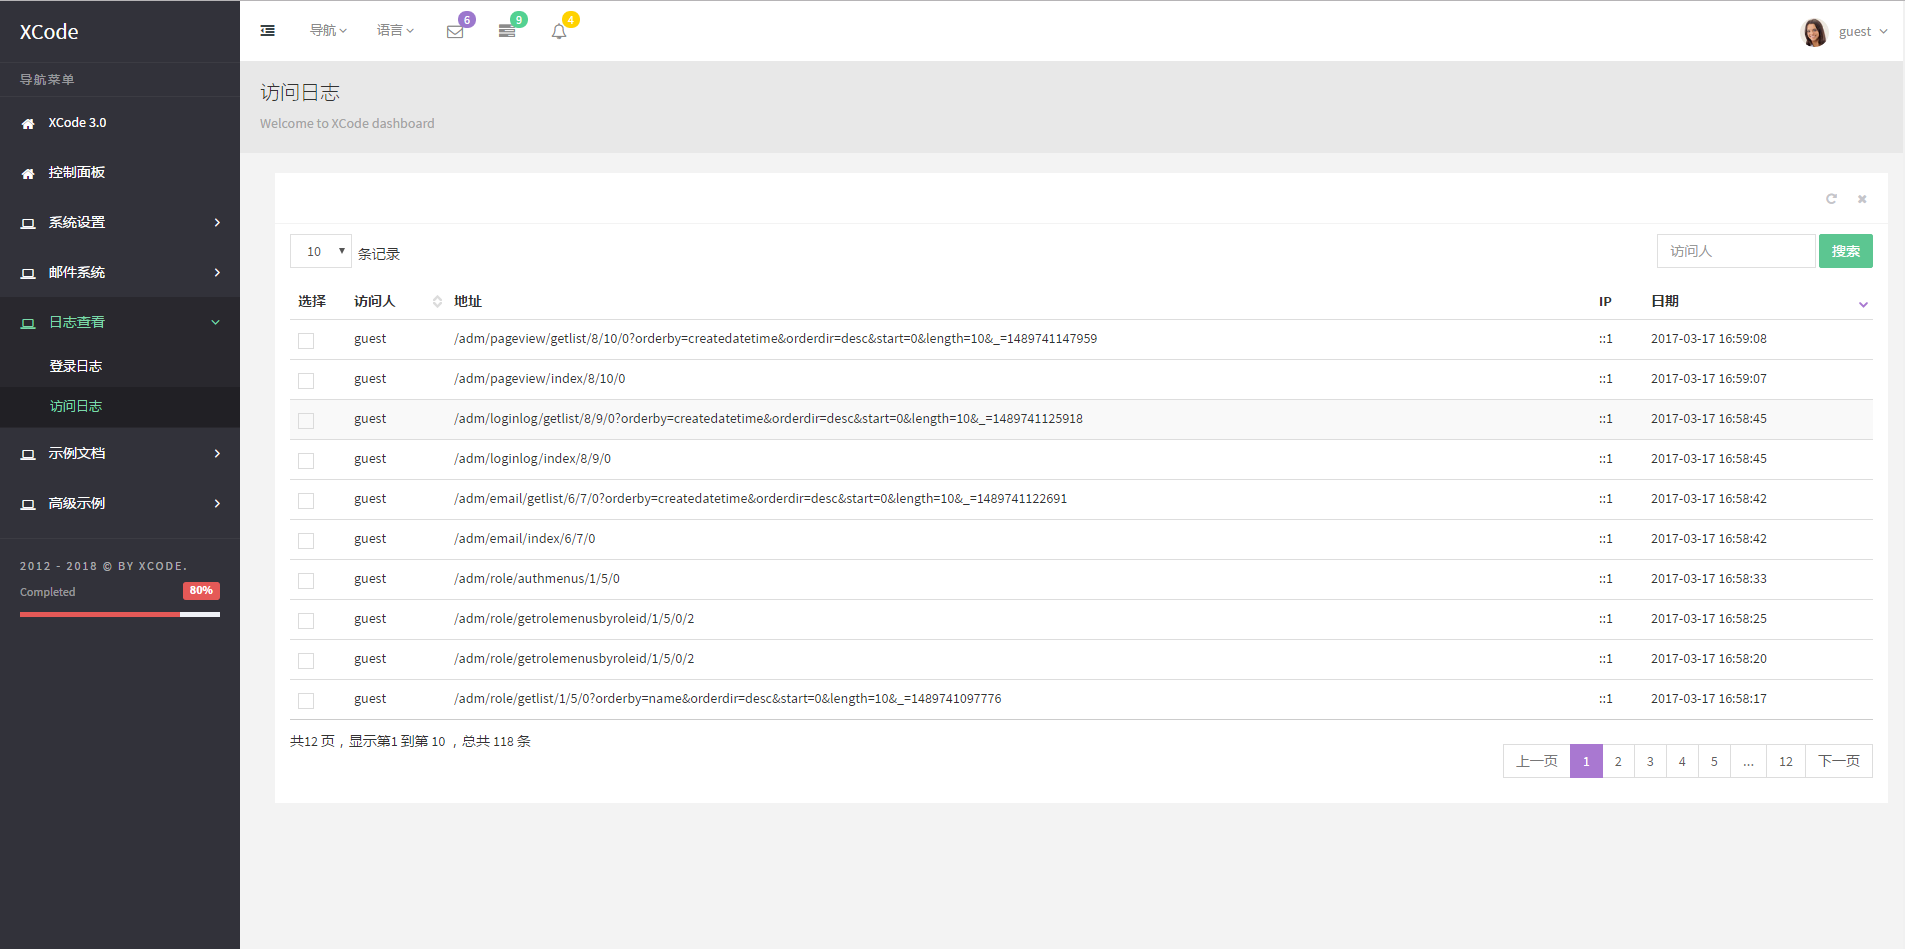 XCode
导航菜单
XCode 3.0
控制面板
系统设置
邮件系统
日志查看
登录日志
访问日志
示例文档
高级示例
2012 - 2018 © BY XCODE.
Completed 80%
导航 语言 6 9 4 guest
访问日志
Welcome to XCode dashboard
10 条记录 访问人 搜索
选择 访问人 地址 IP 日期
guest /adm/pageview/getlist/8/10/0?orderby=createdatetime&orderdir=desc&start=0&length=10&_=1489741147959 ::1 2017-03-17 16:59:08
guest /adm/pageview/index/8/10/0 ::1 2017-03-17 16:59:07
guest /adm/loginlog/getlist/8/9/0?orderby=createdatetime&orderdir=desc&start=0&length=10&_=1489741125918 ::1 2017-03-17 16:58:45
guest /adm/loginlog/index/8/9/0 ::1 2017-03-17 16:58:45
guest /adm/email/getlist/6/7/0?orderby=createdatetime&orderdir=desc&start=0&length=10&_=1489741122691 ::1 2017-03-17 16:58:42
guest /adm/email/index/6/7/0 ::1 2017-03-17 16:58:42
guest /adm/role/authmenus/1/5/0 ::1 2017-03-17 16:58:33
guest /adm/role/getrolemenusbyroleid/1/5/0/2 ::1 2017-03-17 16:58:25
guest /adm/role/getrolemenusbyroleid/1/5/0/2 ::1 2017-03-17 16:58:20
guest /adm/role/getlist/1/5/0?orderby=name&orderdir=desc&start=0&length=10&_=1489741097776 ::1 2017-03-17 16:58:17
共12 页，显示第1 到第 10 ，总共 118 条
上一页 1 2 3 4 5 ... 12 下一页